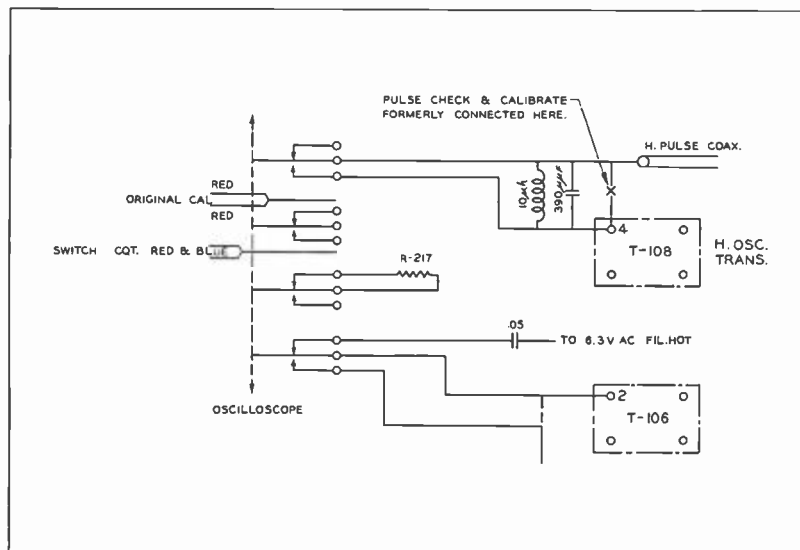 PULSE CHECK & CALIBRATE
FORMERLY CONNECTED HERE.
H. PULSE COAX.
RED
ORIGINAL CAL.
RED
10μh
390μμf
4
T-108
H. OSC.
TRANS.
SWITCH CQT. RED & BLUE
R-217
.05
TO 6.3V AC FIL. HOT
OSCILLOSCOPE
2
T-106